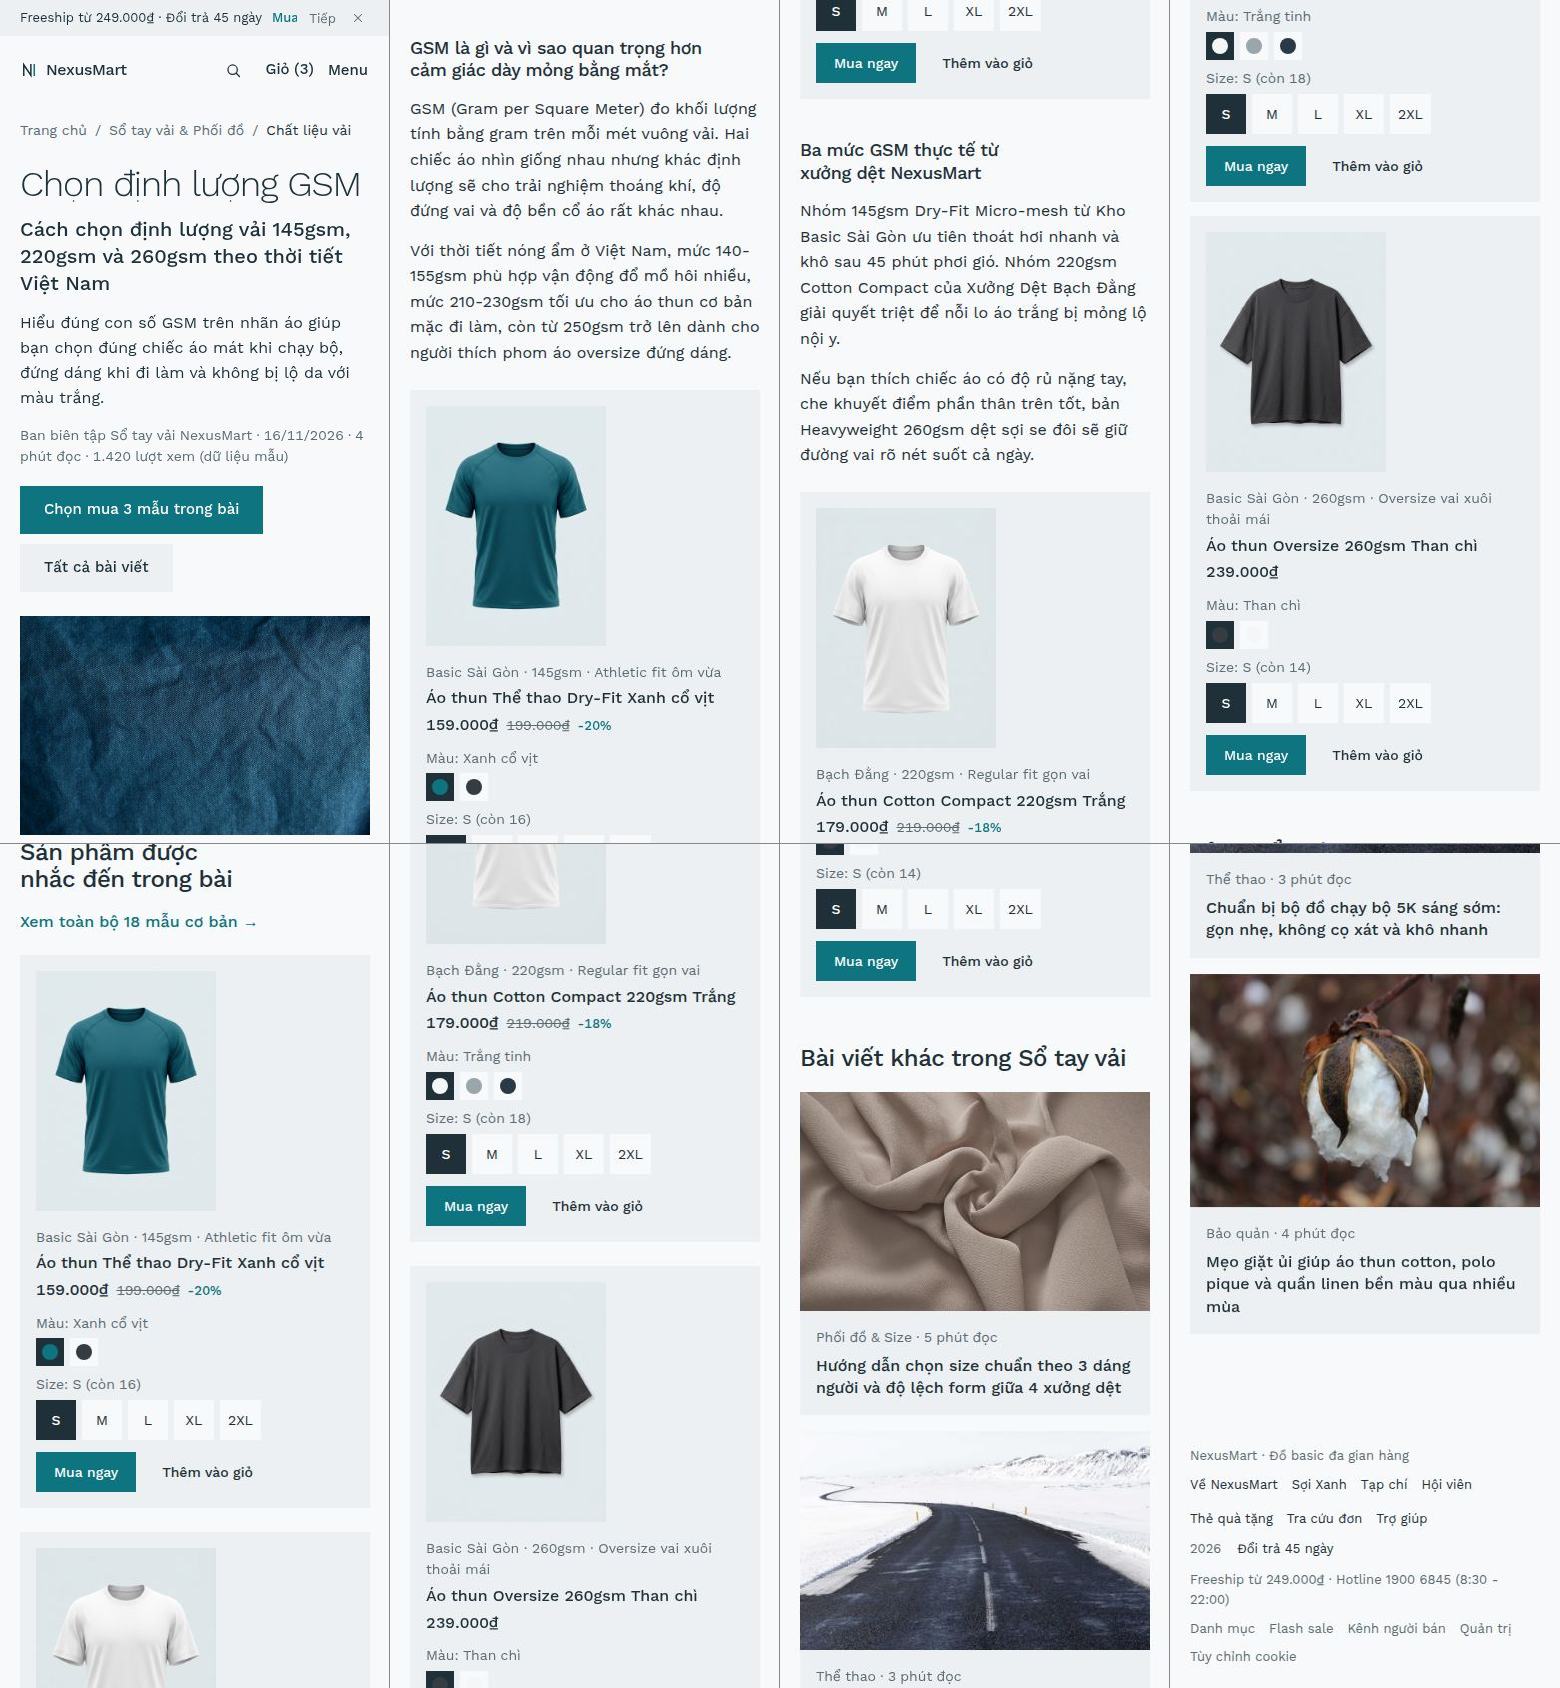 Freeship từ 249.000₫ · Đổi trả 45 ngày Mua Tiếp ×
NexusMart Giỏ (3) Menu
Trang chủ / Sổ tay vải & Phối đồ / Chất liệu vải
Chọn định lượng GSM
Cách chọn định lượng vải 145gsm,
220gsm và 260gsm theo thời tiết
Việt Nam
Hiểu đúng con số GSM trên nhãn áo giúp
bạn chọn đúng chiếc áo mát khi chạy bộ,
đứng dáng khi đi làm và không bị lộ da với
màu trắng.
Ban biên tập Sổ tay vải NexusMart · 16/11/2026 · 4
phút đọc · 1.420 lượt xem (dữ liệu mẫu)
Chọn mua 3 mẫu trong bài
Tất cả bài viết
GSM là gì và vì sao quan trọng hơn
cảm giác dày mỏng bằng mắt?
GSM (Gram per Square Meter) đo khối lượng
tính bằng gram trên mỗi mét vuông vải. Hai
chiếc áo nhìn giống nhau nhưng khác định
lượng sẽ cho trải nghiệm thoáng khí, độ
đứng vai và độ bền cổ áo rất khác nhau.
Với thời tiết nóng ẩm ở Việt Nam, mức 140-
155gsm phù hợp vận động đổ mồ hôi nhiều,
mức 210-230gsm tối ưu cho áo thun cơ bản
mặc đi làm, còn từ 250gsm trở lên dành cho
người thích phom áo oversize đứng dáng.
Basic Sài Gòn · 145gsm · Athletic fit ôm vừa
Áo thun Thể thao Dry-Fit Xanh cổ vịt
159.000₫ 199.000₫ -20%
Màu: Xanh cổ vịt
Size: S (còn 16)
S M L XL 2XL
Mua ngay Thêm vào giỏ
Ba mức GSM thực tế từ
xưởng dệt NexusMart
Nhóm 145gsm Dry-Fit Micro-mesh từ Kho
Basic Sài Gòn ưu tiên thoát hơi nhanh và
khô sau 45 phút phơi gió. Nhóm 220gsm
Cotton Compact của Xưởng Dệt Bạch Đằng
giải quyết triệt để nỗi lo áo trắng bị mỏng lộ
nội y.
Nếu bạn thích chiếc áo có độ rủ nặng tay,
che khuyết điểm phần thân trên tốt, bản
Heavyweight 260gsm dệt sợi se đôi sẽ giữ
đường vai rõ nét suốt cả ngày.
Bạch Đằng · 220gsm · Regular fit gọn vai
Áo thun Cotton Compact 220gsm Trắng
179.000₫ 219.000₫ -18%
Màu: Trắng tinh
Size: S (còn 18)
S M L XL 2XL
Mua ngay Thêm vào giỏ
Basic Sài Gòn · 260gsm · Oversize vai xuôi
thoải mái
Áo thun Oversize 260gsm Than chì
239.000₫
Màu: Than chì
Size: S (còn 14)
S M L XL 2XL
Mua ngay Thêm vào giỏ
Sản phẩm được
nhắc đến trong bài
Xem toàn bộ 18 mẫu cơ bản →
Basic Sài Gòn · 145gsm · Athletic fit ôm vừa
Áo thun Thể thao Dry-Fit Xanh cổ vịt
159.000₫ 199.000₫ -20%
Màu: Xanh cổ vịt
Size: S (còn 16)
S M L XL 2XL
Mua ngay Thêm vào giỏ
Bạch Đằng · 220gsm · Regular fit gọn vai
Áo thun Cotton Compact 220gsm Trắng
179.000₫ 219.000₫ -18%
Màu: Trắng tinh
Size: S (còn 18)
S M L XL 2XL
Mua ngay Thêm vào giỏ
Basic Sài Gòn · 260gsm · Oversize vai xuôi
thoải mái
Áo thun Oversize 260gsm Than chì
239.000₫
Màu: Than chì
Size: S (còn 14)
S M L XL 2XL
Mua ngay Thêm vào giỏ
Bài viết khác trong Sổ tay vải
Phối đồ & Size · 5 phút đọc
Hướng dẫn chọn size chuẩn theo 3 dáng
người và độ lệch form giữa 4 xưởng dệt
Thể thao · 3 phút đọc
Thể thao · 3 phút đọc
Chuẩn bị bộ đồ chạy bộ 5K sáng sớm:
gọn nhẹ, không cọ xát và khô nhanh
Bảo quản · 4 phút đọc
Mẹo giặt ủi giúp áo thun cotton, polo
pique và quần linen bền màu qua nhiều
mùa
NexusMart · Đồ basic đa gian hàng
Về NexusMart Sợi Xanh Tạp chí Hội viên
Thẻ quà tặng Tra cứu đơn Trợ giúp
2026 Đổi trả 45 ngày
Freeship từ 249.000₫ · Hotline 1900 6845 (8:30 -
22:00)
Danh mục Flash sale Kênh người bán Quản trị
Tùy chỉnh cookie